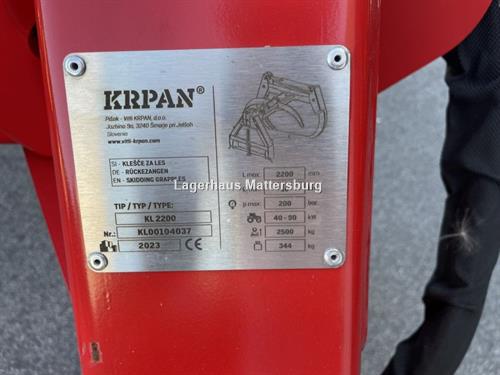 KRPAN®
Pišek - Vitli KRPAN, d.o.o.
Jazbina 9a, 3240 Šmarje pri Jelšah
Slovenia
www.vitli-krpan.com
SI - KLEŠČE ZA LES
DE - RÜCKEZANGEN
EN - SKIDDING GRAPPLES
TIP / TYP / TYPE:
KL 2200
Nr.: KL00104037
2023 CE
L max: 2200 mm
Lagerhaus Mattersburg
p max: 200 bar
40 - 90 kW
2500 kg
344 kg